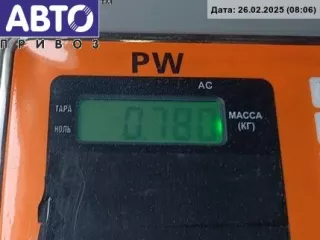 АВТО
ПРИВОЗ
Дата: 26.02.2025 (08:06)
PW
AC
ТАРА
НОЛЬ
0.780
МАССА
(КГ)